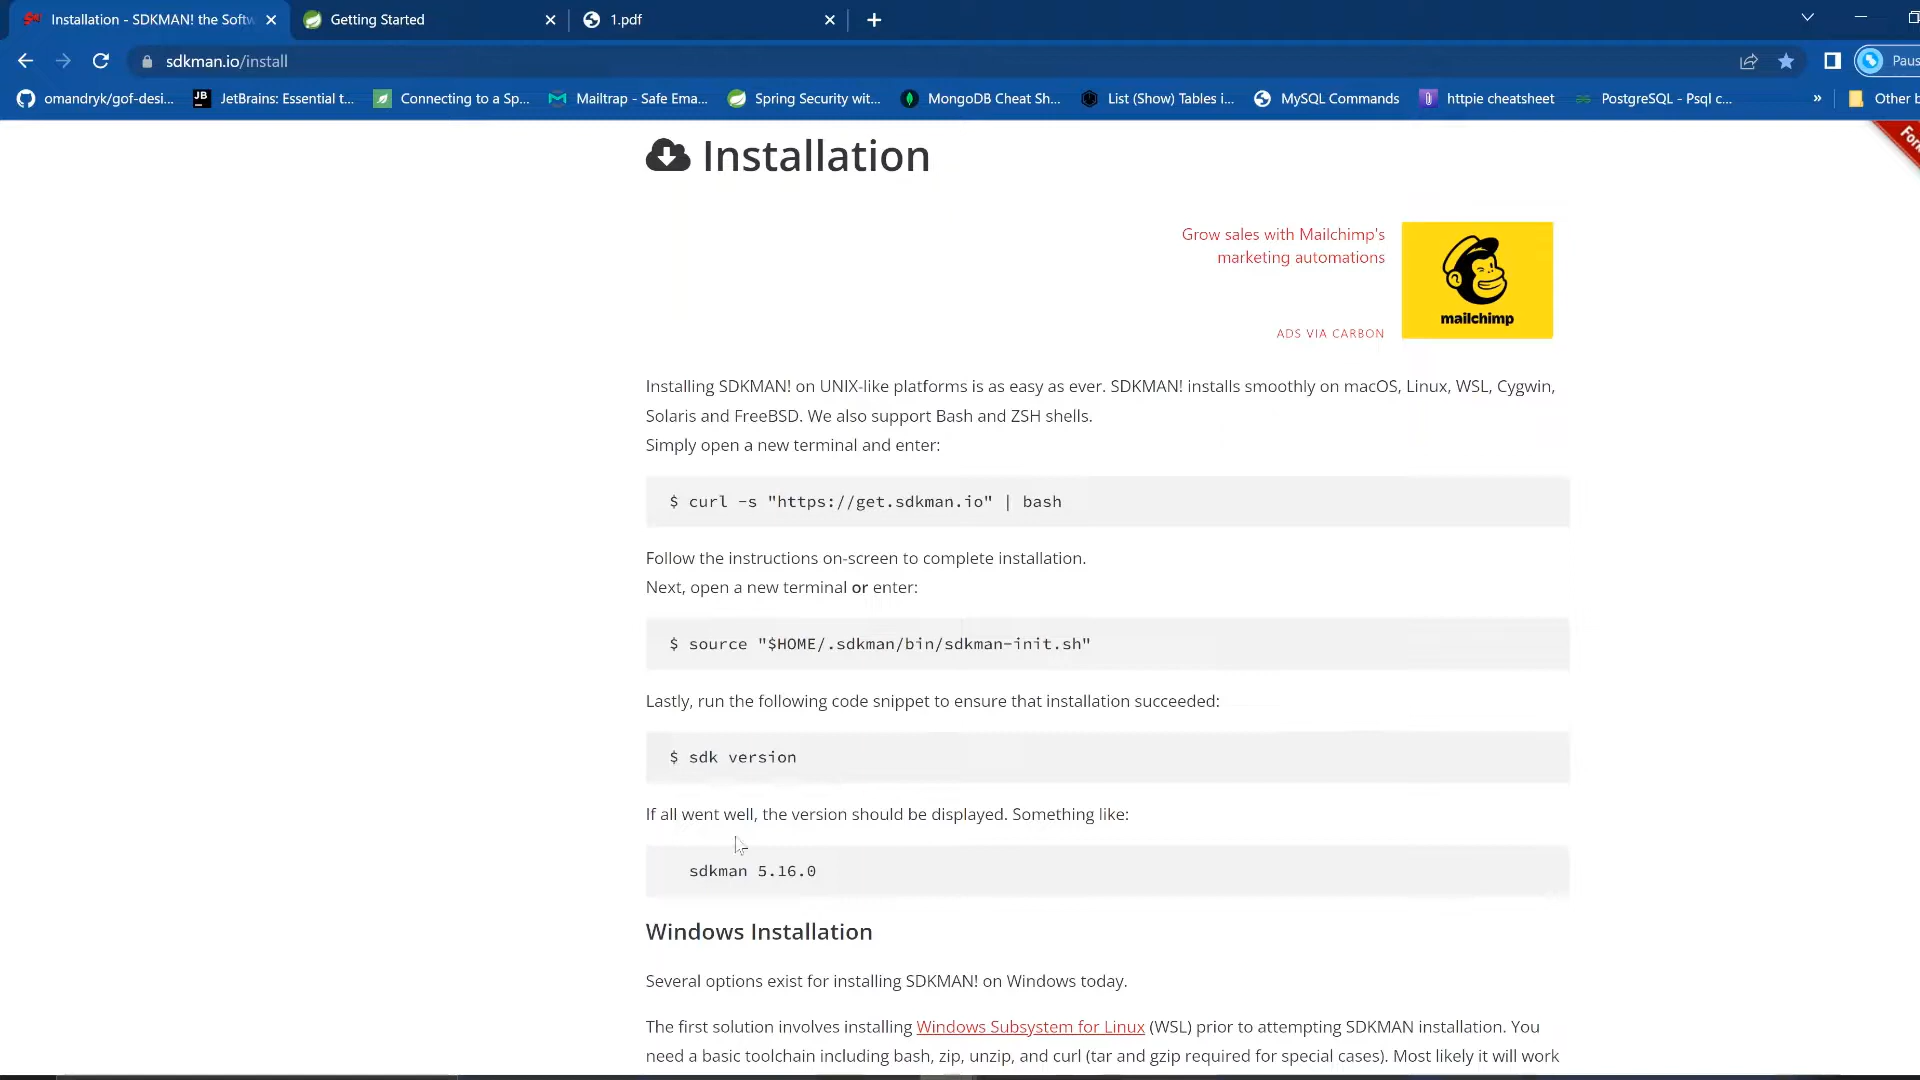 Installation - SDKMAN! the Softw
Getting Started
1.pdf
sdkman.io/install
Paus
omandryk/gof-desi...
JB
JetBrains: Essential t...
Connecting to a Sp...
Mailtrap - Safe Ema...
Spring Security wit...
MongoDB Cheat Sh...
List (Show) Tables i...
MySQL Commands
httpie cheatsheet
PostgreSQL - Psql c...
»
Other b
For
Installation
Grow sales with Mailchimp's
marketing automations
mailchimp
ADS VIA CARBON
Installing SDKMAN! on UNIX-like platforms is as easy as ever. SDKMAN! installs smoothly on macOS, Linux, WSL, Cygwin,
Solaris and FreeBSD. We also support Bash and ZSH shells.
Simply open a new terminal and enter:
$ curl -s "https://get.sdkman.io" | bash
Follow the instructions on-screen to complete installation.
Next, open a new terminal or enter:
$ source "$HOME/.sdkman/bin/sdkman-init.sh"
Lastly, run the following code snippet to ensure that installation succeeded:
$ sdk version
If all went well, the version should be displayed. Something like:
sdkman 5.16.0
Windows Installation
Several options exist for installing SDKMAN! on Windows today.
The first solution involves installing Windows Subsystem for Linux (WSL) prior to attempting SDKMAN installation. You
need a basic toolchain including bash, zip, unzip, and curl (tar and gzip required for special cases). Most likely it will work